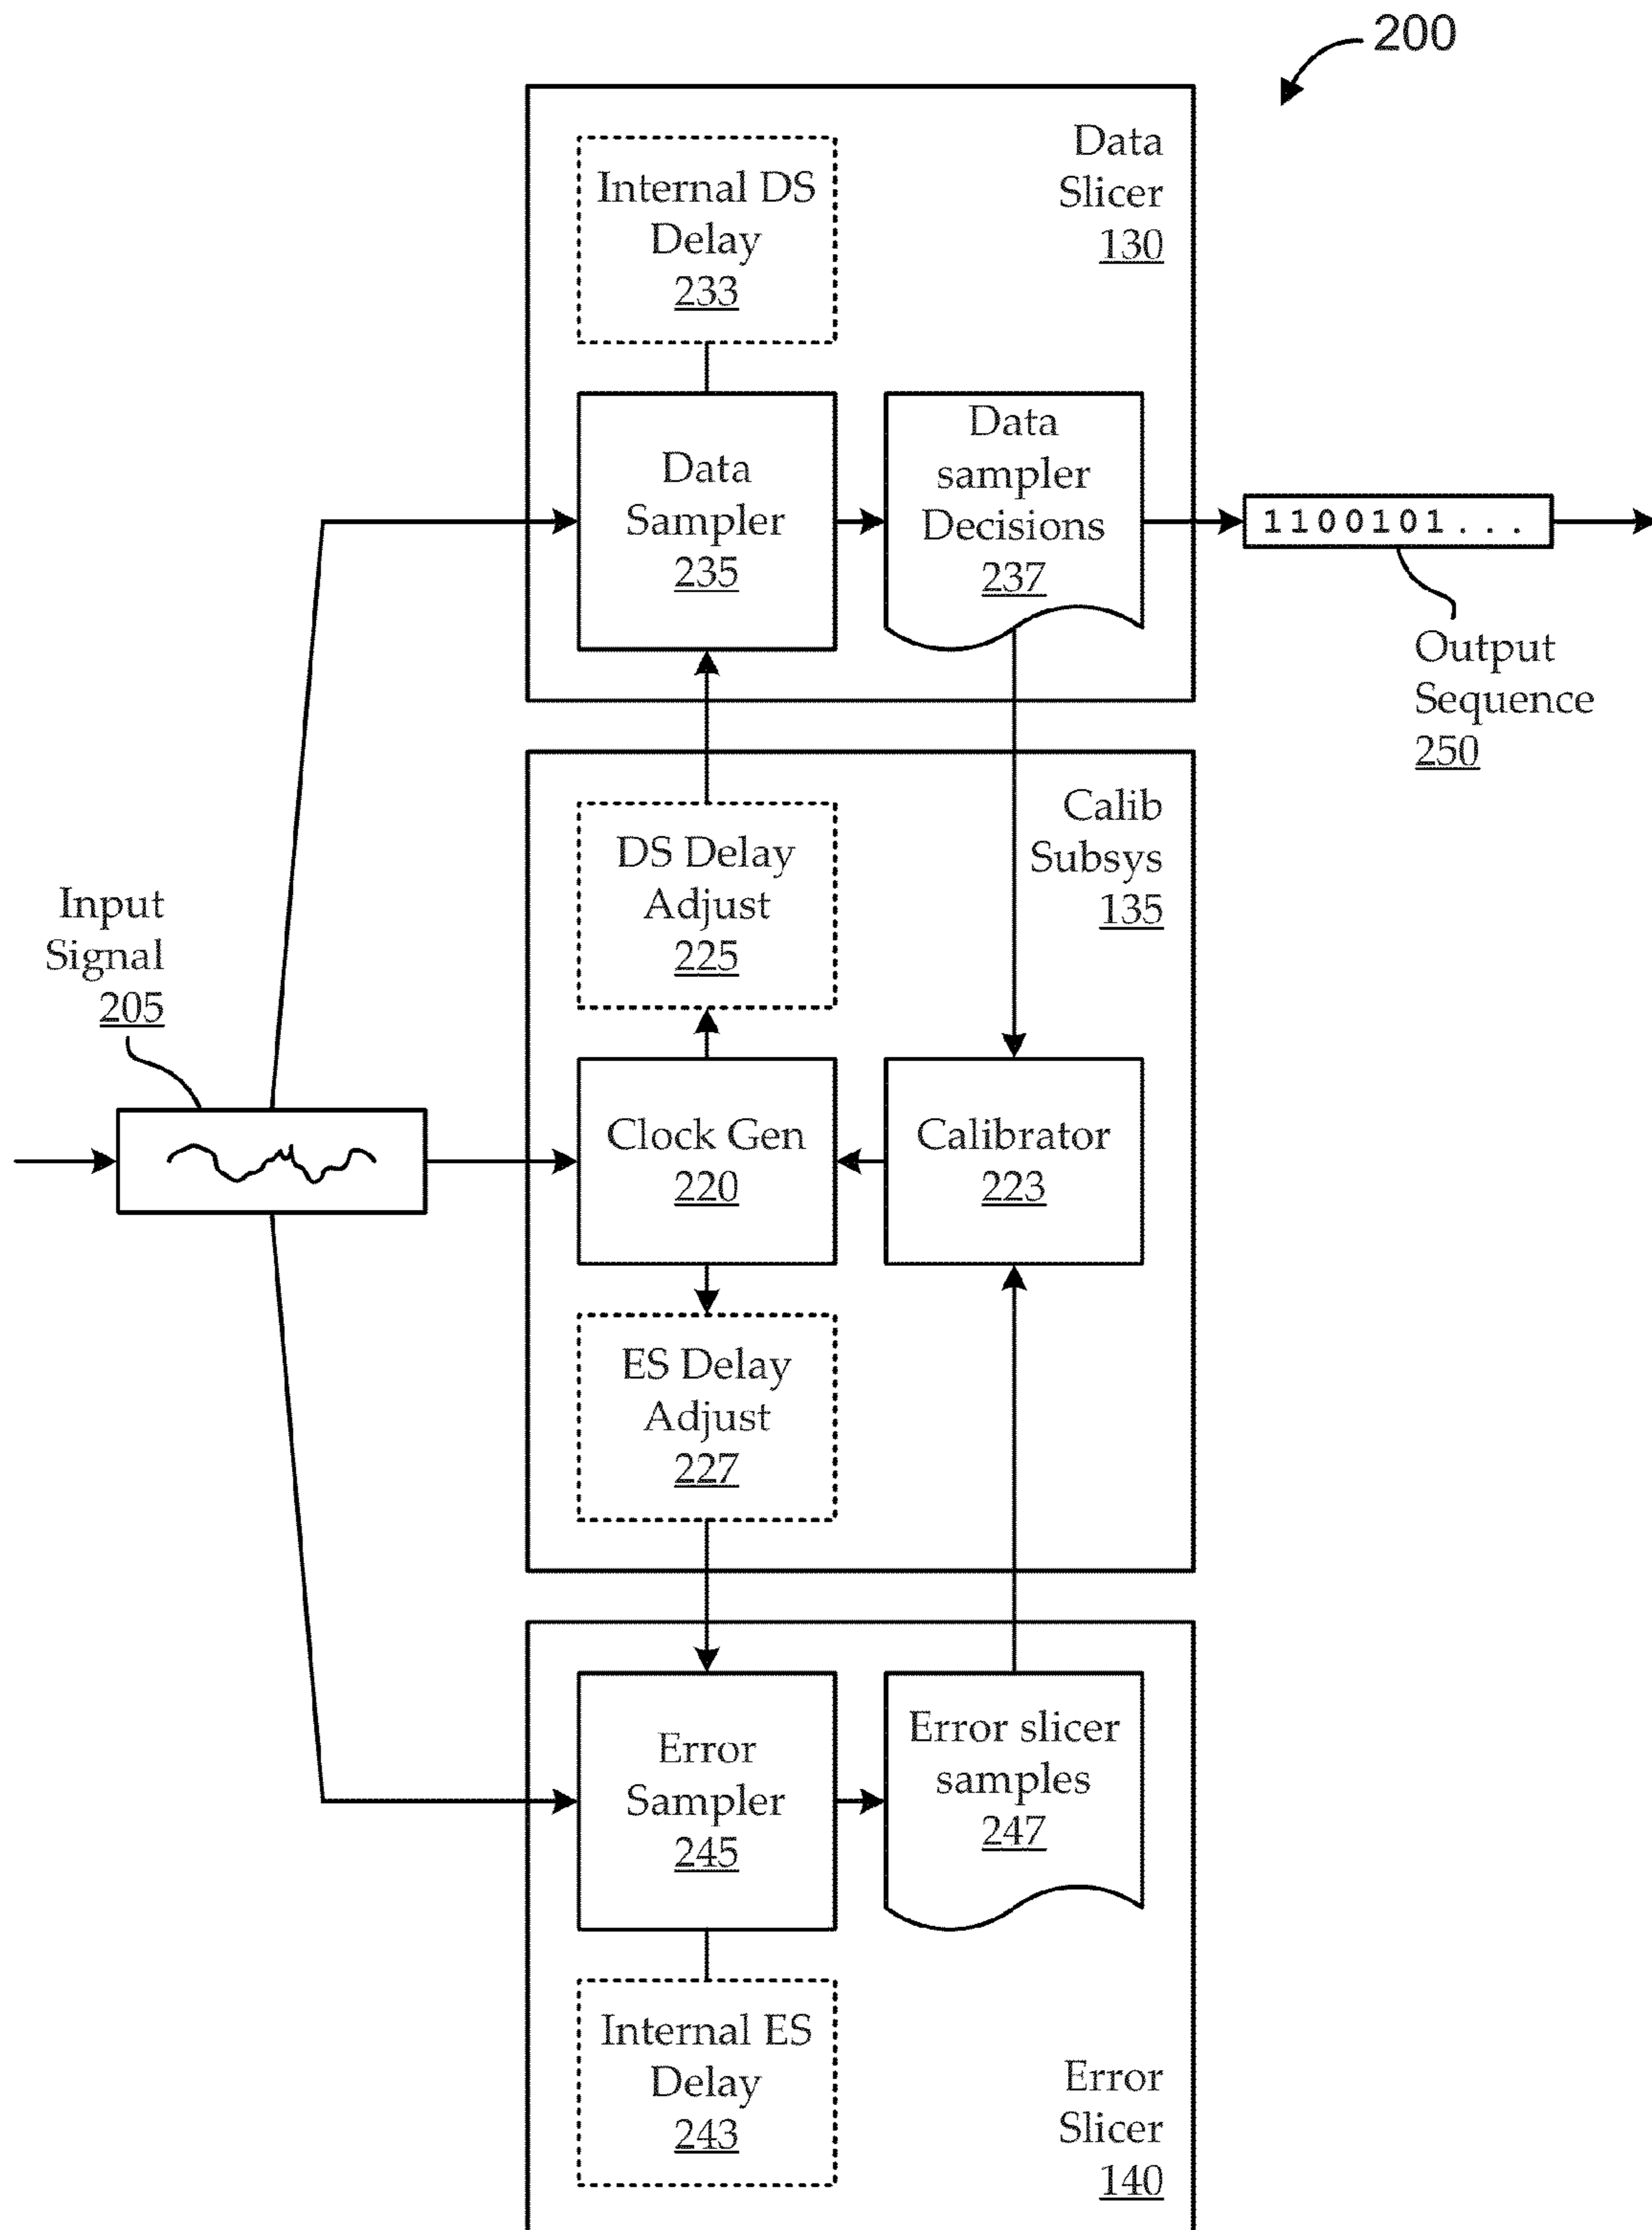 200
Data
Slicer
130
Internal DS
Delay
233
Data
Sampler
235
Data
sampler
Decisions
237
1100101...
Output
Sequence
250
Calib
Subsys
135
DS Delay
Adjust
225
Input
Signal
205
Clock Gen
220
Calibrator
223
ES Delay
Adjust
227
Error
Sampler
245
Error slicer
samples
247
Internal ES
Delay
243
Error
Slicer
140